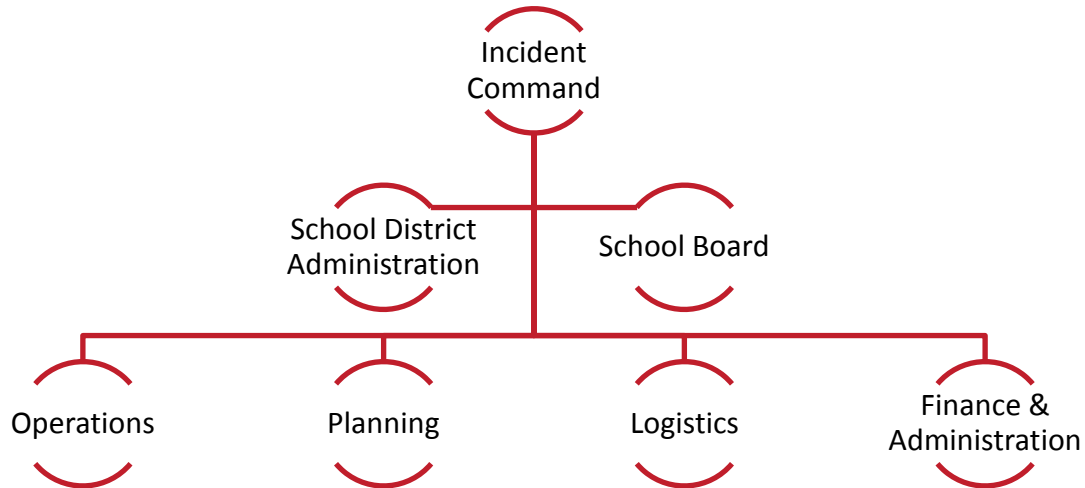 Incident
Command
School District
Administration
School Board
Operations
Planning
Logistics
Finance &
Administration